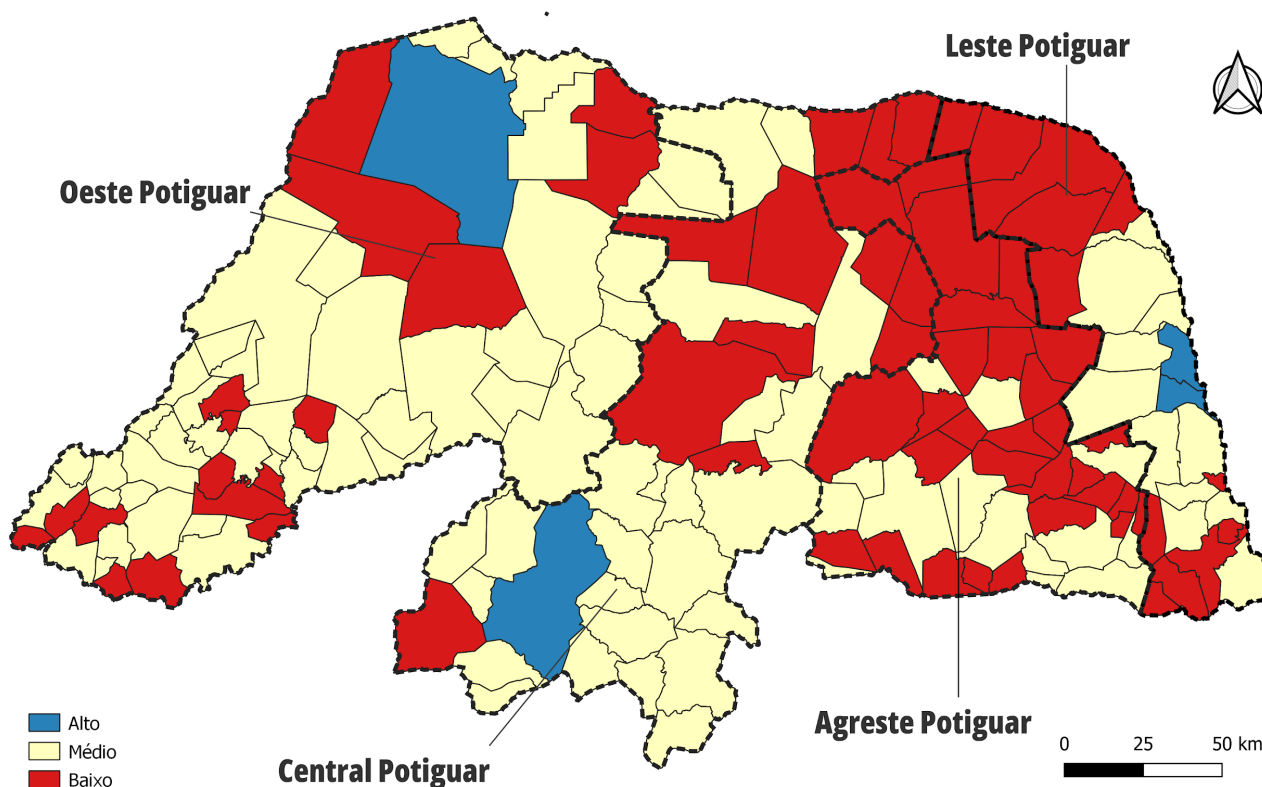 Leste Potiguar
Oeste Potiguar
Agreste Potiguar
Central Potiguar
Alto
Médio
Baixo
0 25 50 km